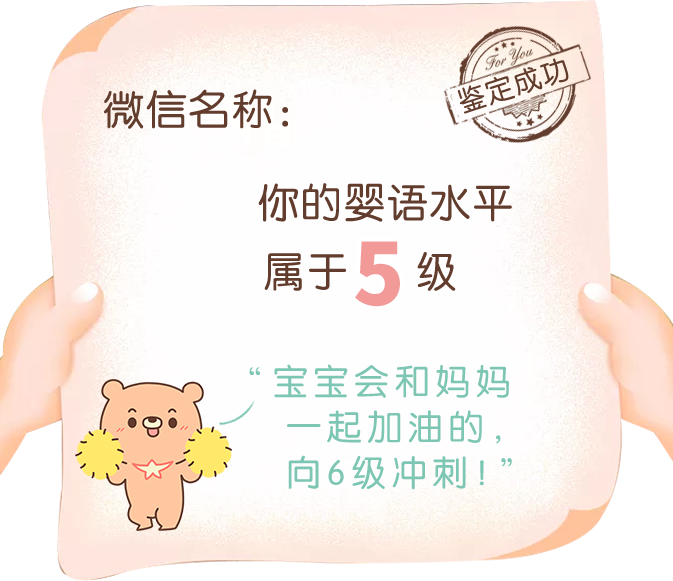 For You
鉴定成功
微信名称：
你的婴语水平
属于5级
“宝宝会和妈妈
一起加油的，
向6级冲刺！”